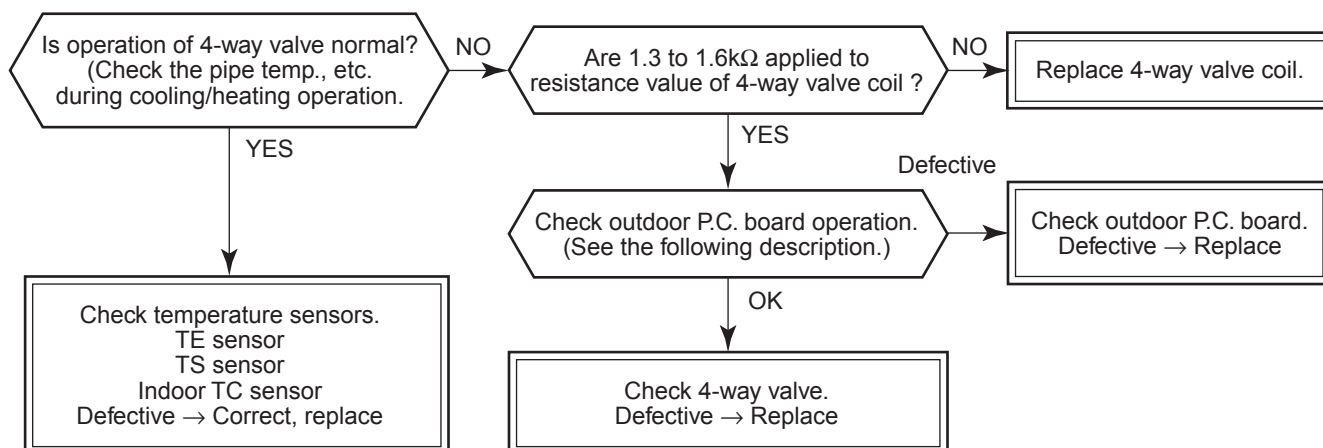 Is operation of 4-way valve normal?
(Check the pipe temp., etc.
during cooling/heating operation.
NO
Are 1.3 to 1.6kΩ applied to
resistance value of 4-way valve coil ?
NO
Replace 4-way valve coil.
YES
YES
Defective
Check outdoor P.C. board operation.
(See the following description.)
Check outdoor P.C. board.
Defective → Replace
OK
Check temperature sensors.
TE sensor
TS sensor
Indoor TC sensor
Defective → Correct, replace
Check 4-way valve.
Defective → Replace